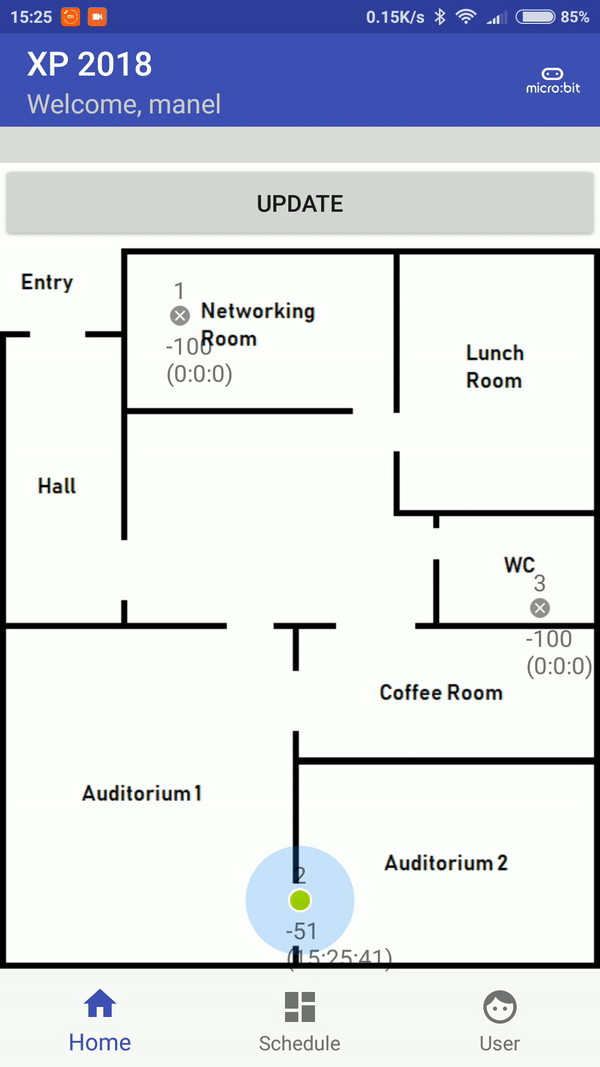 15:25
0.15K/s
85%
XP 2018
Welcome, manel
micro:bit
UPDATE
Entry
1
Networking
Room
-100
(0:0:0)
Lunch
Room
Hall
WC
3
-100
(0:0:0)
Coffee Room
Auditorium 1
Auditorium 2
2
-51
(15:25:41)
Home
Schedule
User